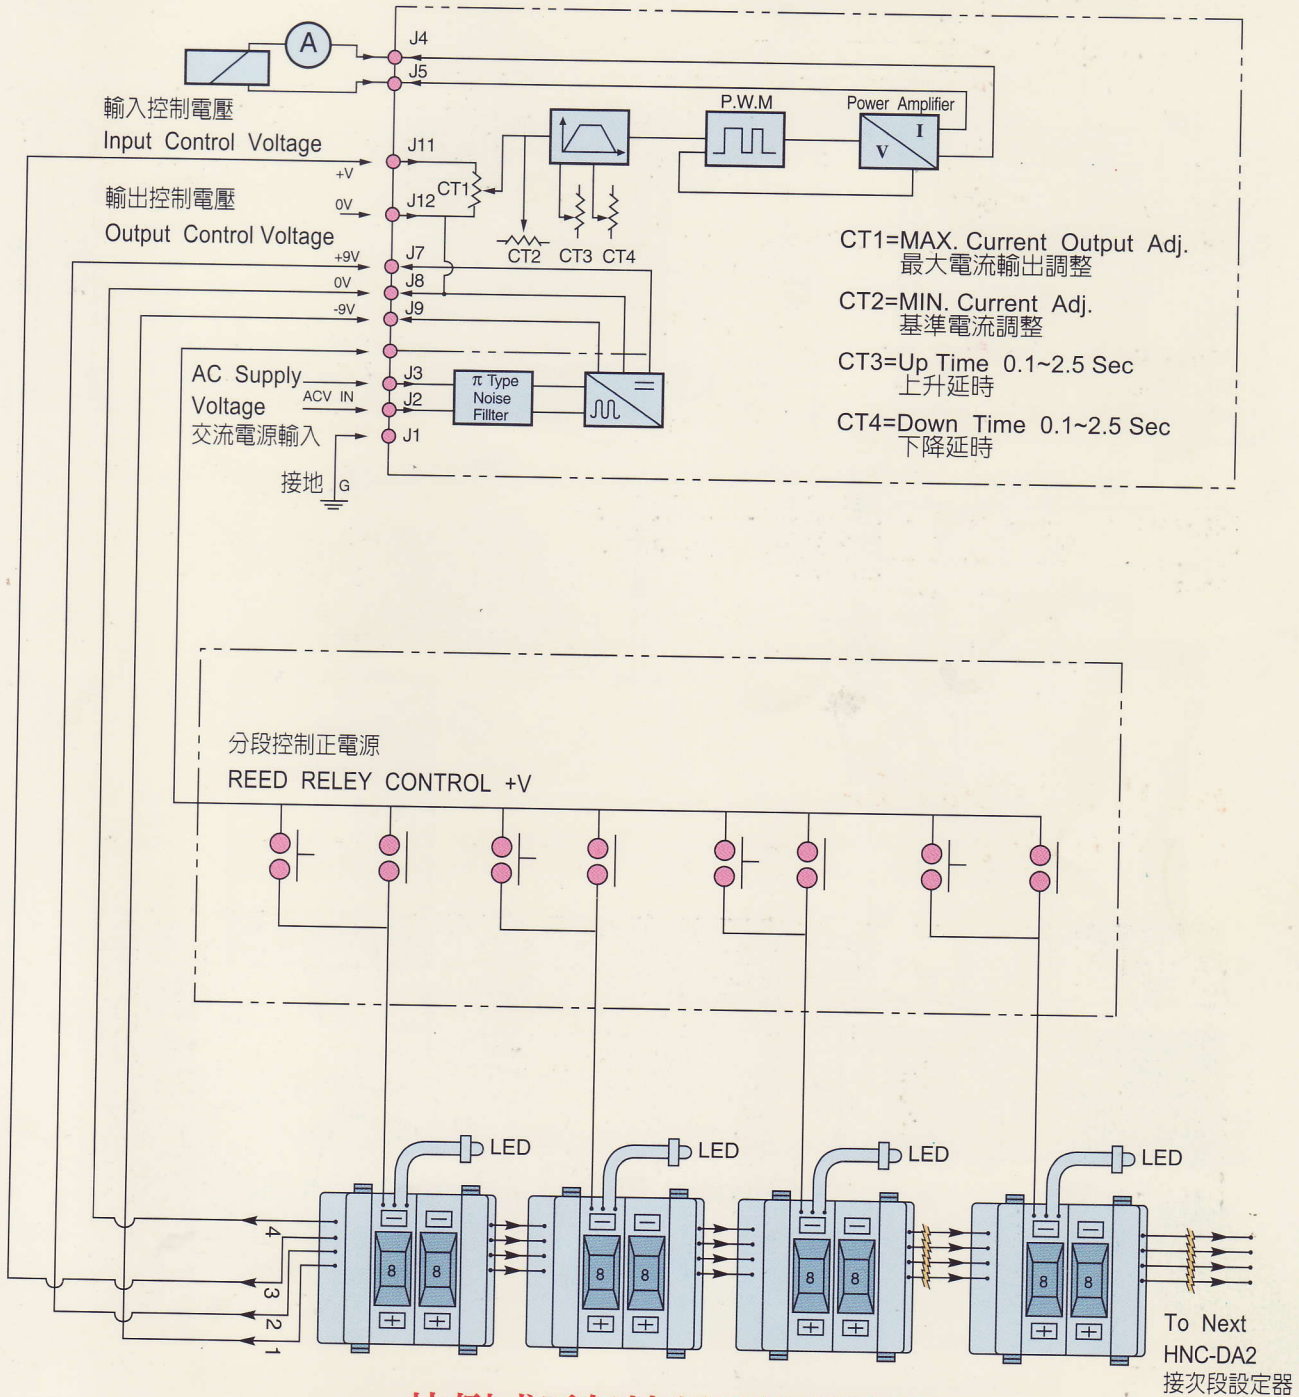 A
J4
J5
輸入控制電壓
Input Control Voltage
+V
J11
輸出控制電壓
0V
J12
Output Control Voltage
+9V
J7
0V
J8
-9V
J9
AC Supply
J3
Voltage
ACV IN
J2
交流電源輸入
J1
接地
G
CT1
CT2
CT3
CT4
P.W.M
Power Amplifier
I
V
π Type
Noise
Fillter
CT1=MAX. Current Output Adj.
最大電流輸出調整
CT2=MIN. Current Adj.
基準電流調整
CT3=Up Time 0.1~2.5 Sec
上升延時
CT4=Down Time 0.1~2.5 Sec
下降延時
分段控制正電源
REED RELEY CONTROL +V
LED
LED
LED
LED
4
3
2
1
8 8
8 8
8 8
8 8
To Next
HNC-DA2
接次段設定器